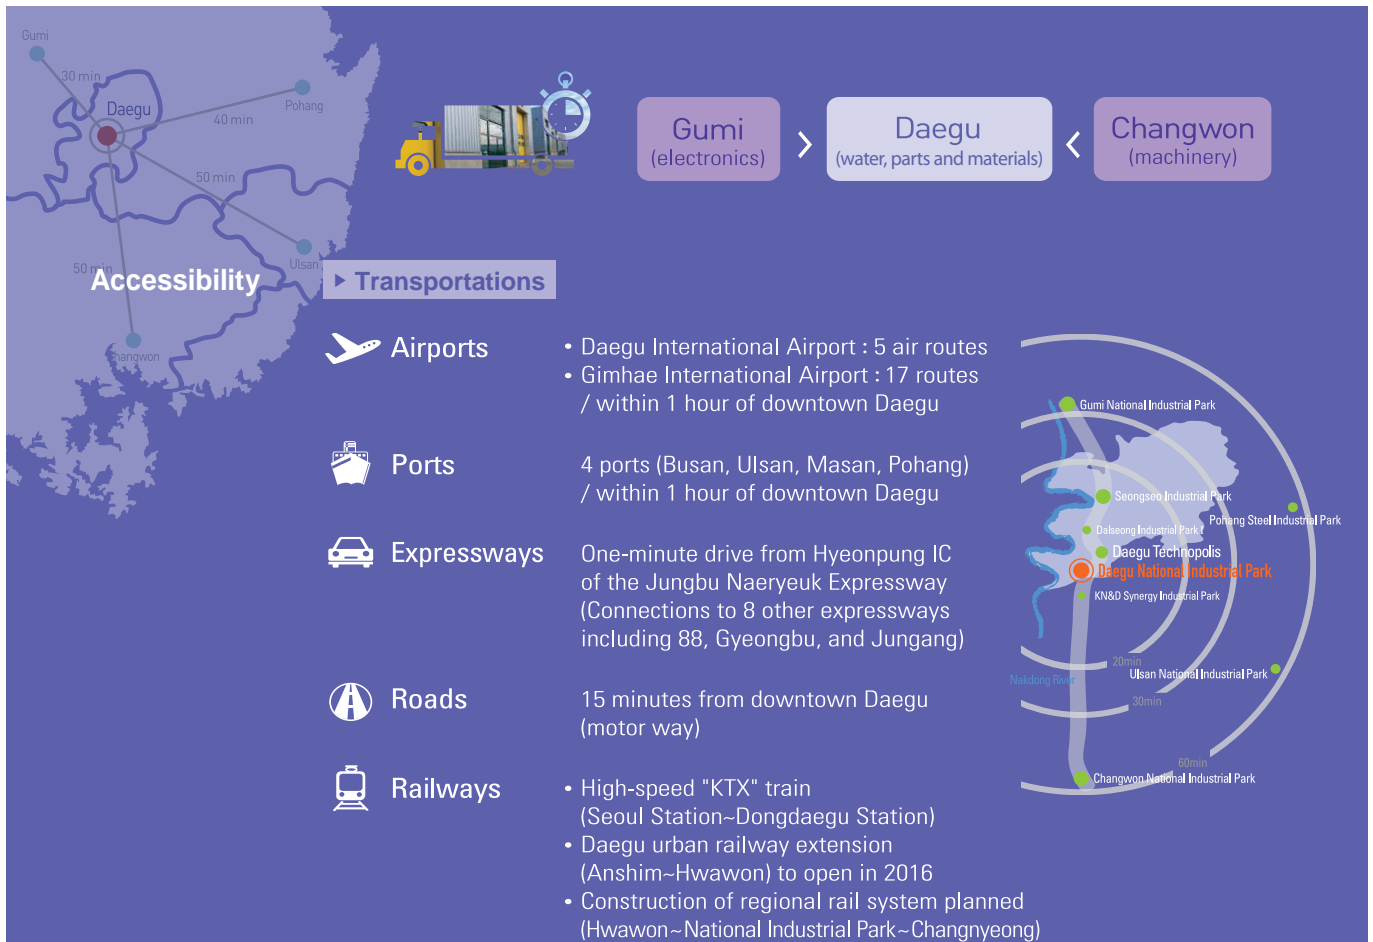 Gumi
30 min
Daegu
Pohang
40 min
50 min
Ulsan
50 min
Changwon
Accessibility
Gumi
(electronics)
>
Daegu
(water, parts and materials)
<
Changwon
(machinery)
▶ Transportations
Airports
• Daegu International Airport : 5 air routes
• Gimhae International Airport : 17 routes
/ within 1 hour of downtown Daegu
Ports
4 ports (Busan, Ulsan, Masan, Pohang)
/ within 1 hour of downtown Daegu
Expressways
One-minute drive from Hyeonpung IC
of the Jungbu Naeryeuk Expressway
(Connections to 8 other expressways
including 88, Gyeongbu, and Jungang)
Roads
15 minutes from downtown Daegu
(motor way)
Railways
• High-speed "KTX" train
(Seoul Station~Dongdaegu Station)
• Daegu urban railway extension
(Anshim~Hwawon) to open in 2016
• Construction of regional rail system planned
(Hwawon~National Industrial Park~Changnyeong)
Gumi National Industrial Park
Seongseo Industrial Park
Pohang Steel Industrial Park
Dalseong Industrial Park I
Daegu Technopolis
Daegu National Industrial Park
KN&D Synergy Industrial Park
20min
Ulsan National Industrial Park
Nakdong River
30min
60min
Changwon National Industrial Park